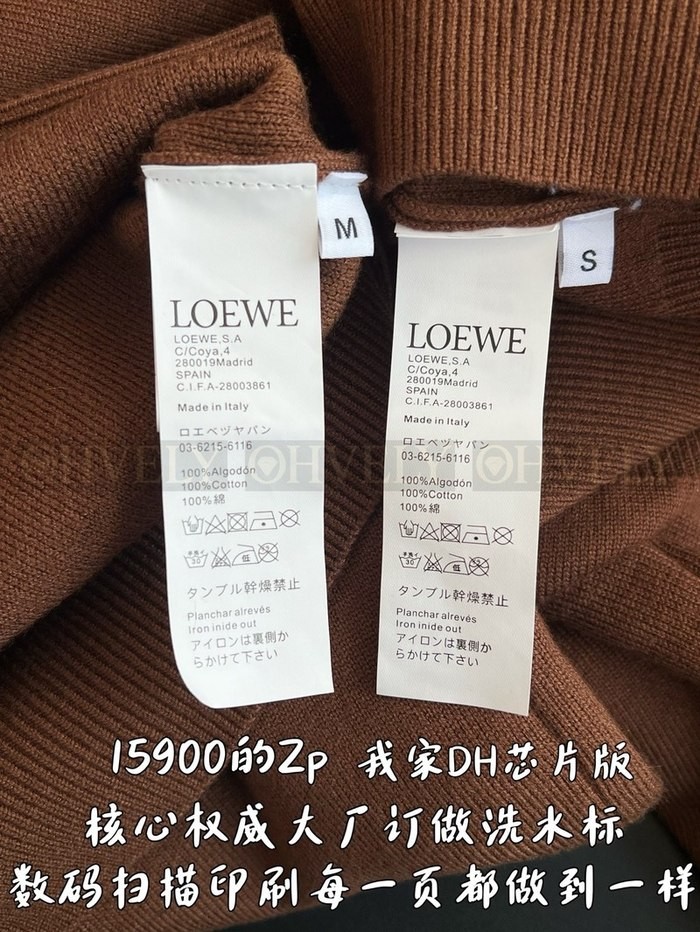 M
LOEWE
LOEWE,S.A
C/Coya,4
280019Madrid
SPAIN
C.I.F.A-28003861
Made in Italy
ロエベヅヤパン
03-6215-6116
100%Algodón
100%Cotton
100%綿
タンブル幹燥禁止
Planchar alrevés
Iron inide out
アイロンは裏側か
らかけて下さい
S
LOEWE
LOEWE,S.A
C/Coya,4
280019Madrid
SPAIN
C.I.F.A-28003861
Made in Italy
ロエベヅヤパン
03-6215-6116
100%Algodón
100%Cotton
100%綿
タンブル幹燥禁止
Planchar alrevés
Iron inide out
アイロンは裏側か
らかけて下さい
15900的Zp 我家DH芯片版
核心权威大厂订做洗水标
数码扫描印刷每一页都做到一样